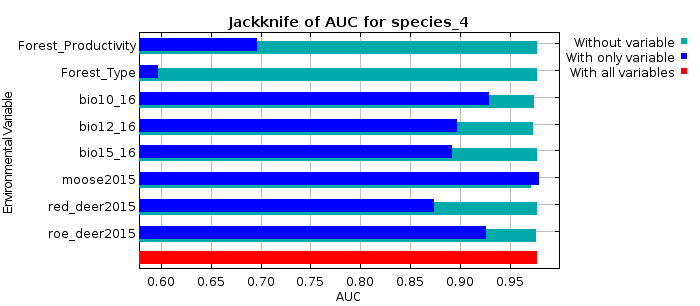 Jackknife of AUC for species_4
Environmental Variable
Forest_Productivity
Forest_Type
bio10_16
bio12_16
bio15_16
moose2015
red_deer2015
roe_deer2015
0.60 0.65 0.70 0.75 0.80 0.85 0.90 0.95
AUC
Without variable
With only variable
With all variables